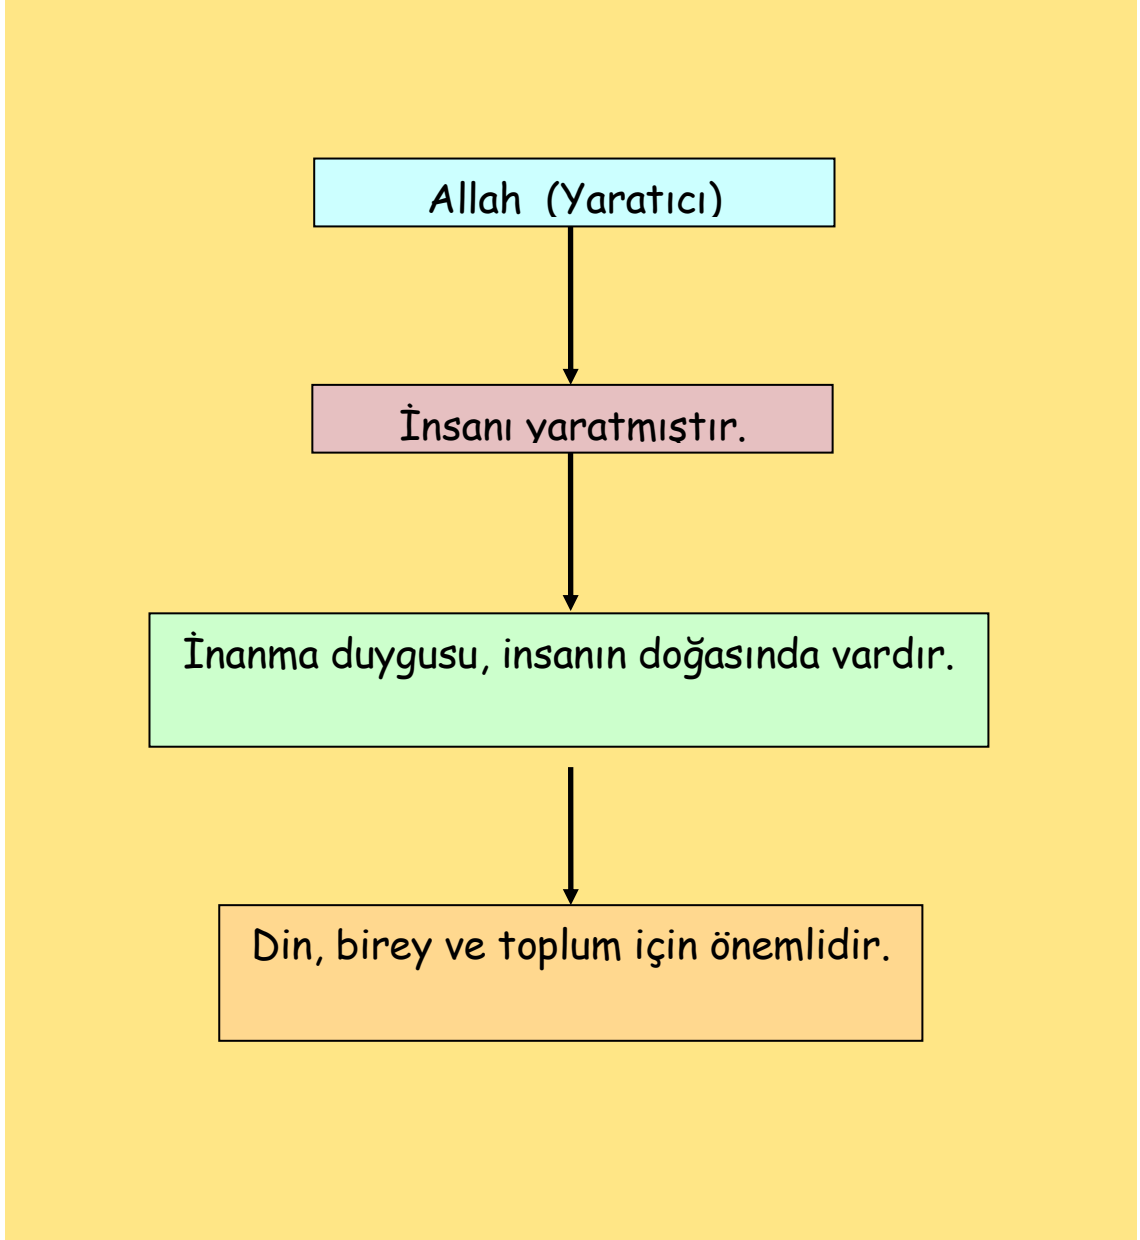 Allah (Yaratıcı)
İnsanı yaratmıştır.
İnanma duygusu, insanın doğasında vardır.
Din, birey ve toplum için önemlidir.